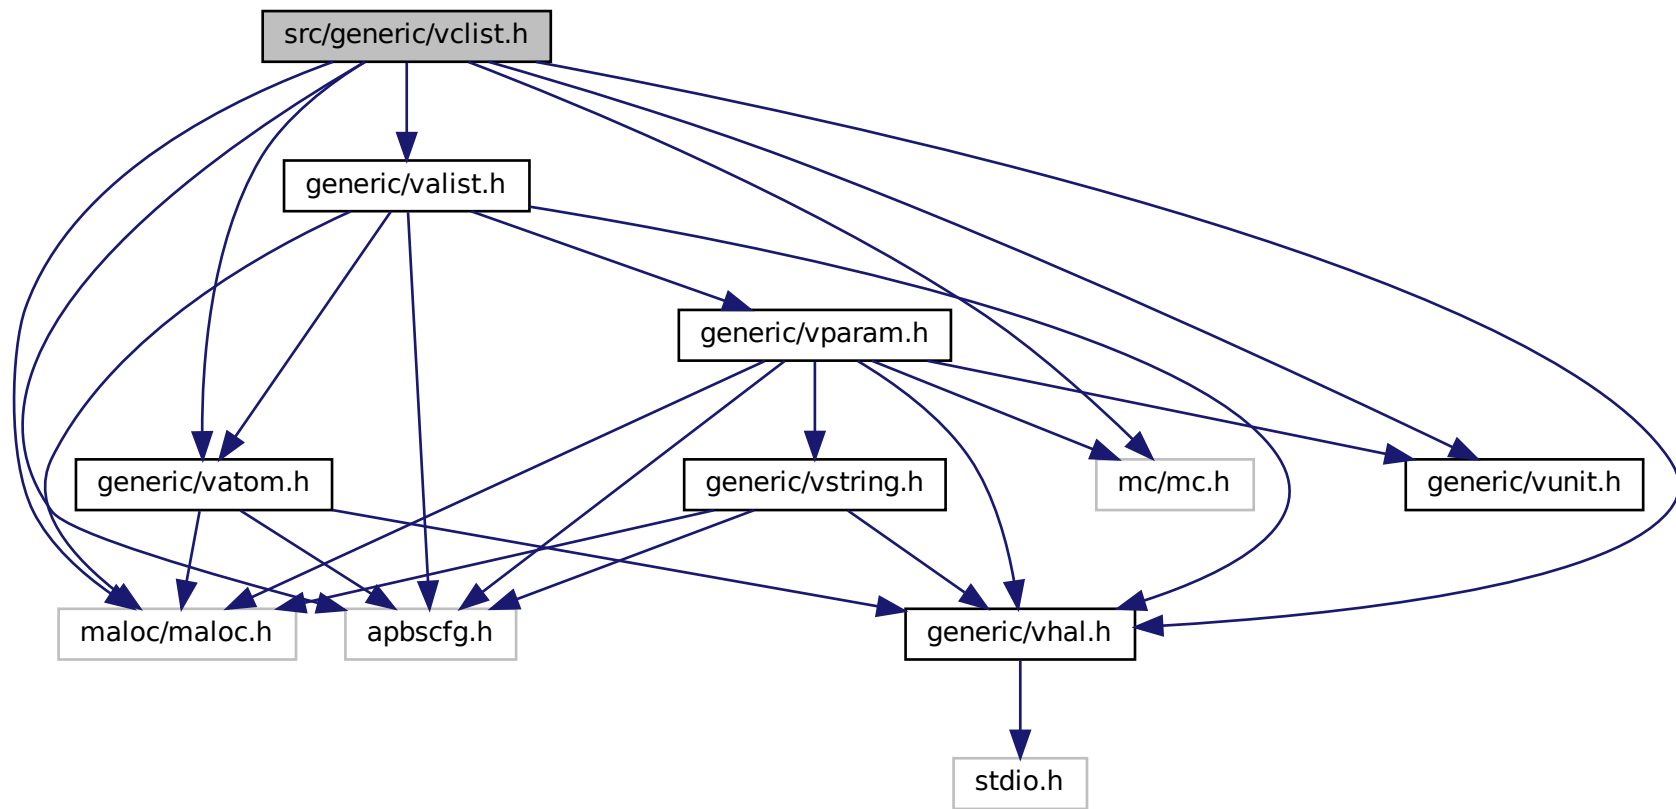 src/generic/vclist.h
generic/valist.h
generic/vparam.h
generic/vatom.h
generic/vstring.h
mc/mc.h
generic/vunit.h
maloc/maloc.h
apbscfg.h
generic/vhal.h
stdio.h